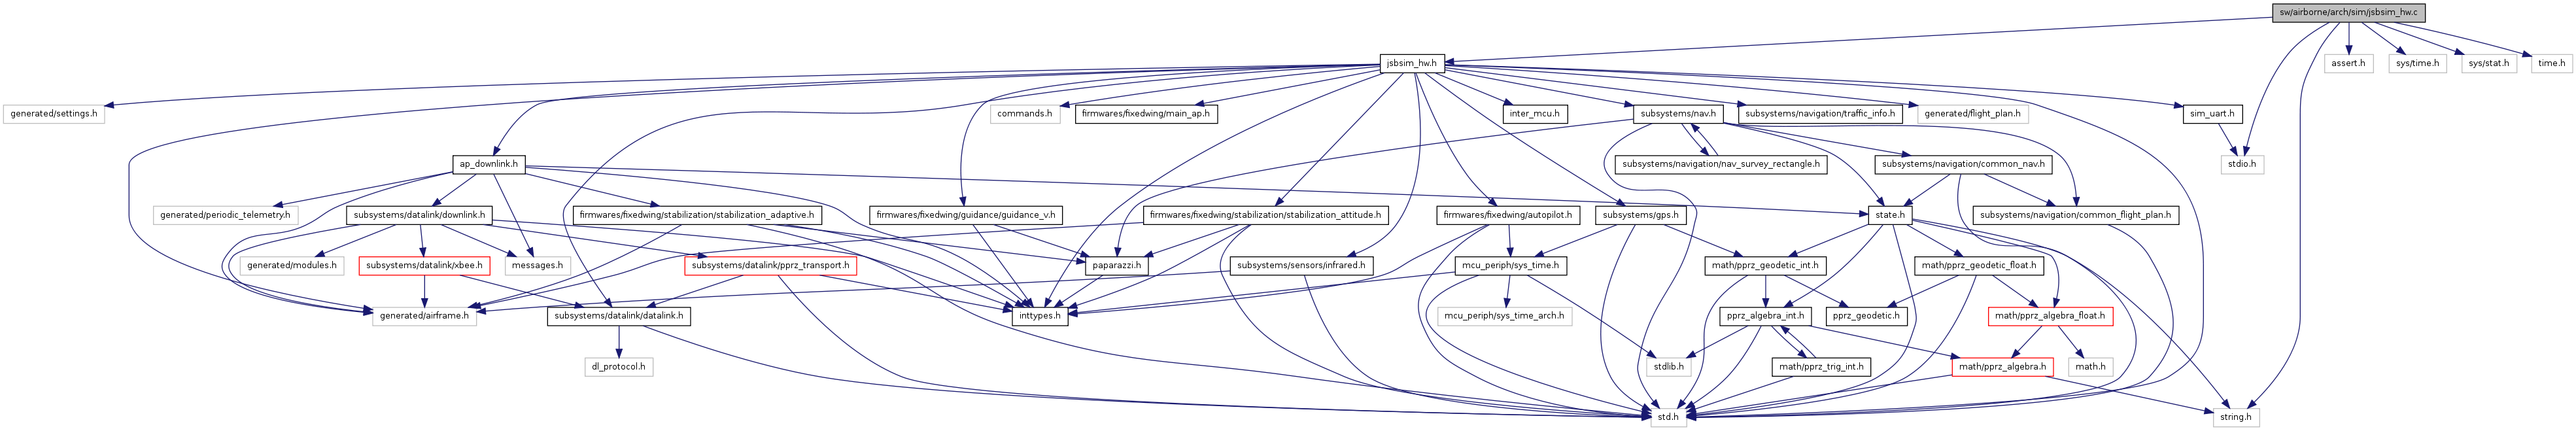 sw/airborne/arch/sim/jsbsim_hw.c
jsbsim_hw.h
assert.h
sys/time.h
sys/stat.h
time.h
generated/settings.h
commands.h
firmwares/fixedwing/main_ap.h
inter_mcu.h
subsystems/nav.h
subsystems/navigation/traffic_info.h
generated/flight_plan.h
sim_uart.h
ap_downlink.h
subsystems/navigation/nav_survey_rectangle.h
subsystems/navigation/common_nav.h
stdio.h
generated/periodic_telemetry.h
subsystems/datalink/downlink.h
firmwares/fixedwing/stabilization/stabilization_adaptive.h
firmwares/fixedwing/guidance/guidance_v.h
firmwares/fixedwing/stabilization/stabilization_attitude.h
firmwares/fixedwing/autopilot.h
subsystems/gps.h
state.h
subsystems/navigation/common_flight_plan.h
generated/modules.h
subsystems/datalink/xbee.h
messages.h
subsystems/datalink/pprz_transport.h
paparazzi.h
subsystems/sensors/infrared.h
mcu_periph/sys_time.h
math/pprz_geodetic_int.h
math/pprz_geodetic_float.h
generated/airframe.h
subsystems/datalink/datalink.h
inttypes.h
mcu_periph/sys_time_arch.h
pprz_algebra_int.h
pprz_geodetic.h
math/pprz_algebra_float.h
dl_protocol.h
stdlib.h
math/pprz_trig_int.h
math/pprz_algebra.h
math.h
std.h
string.h